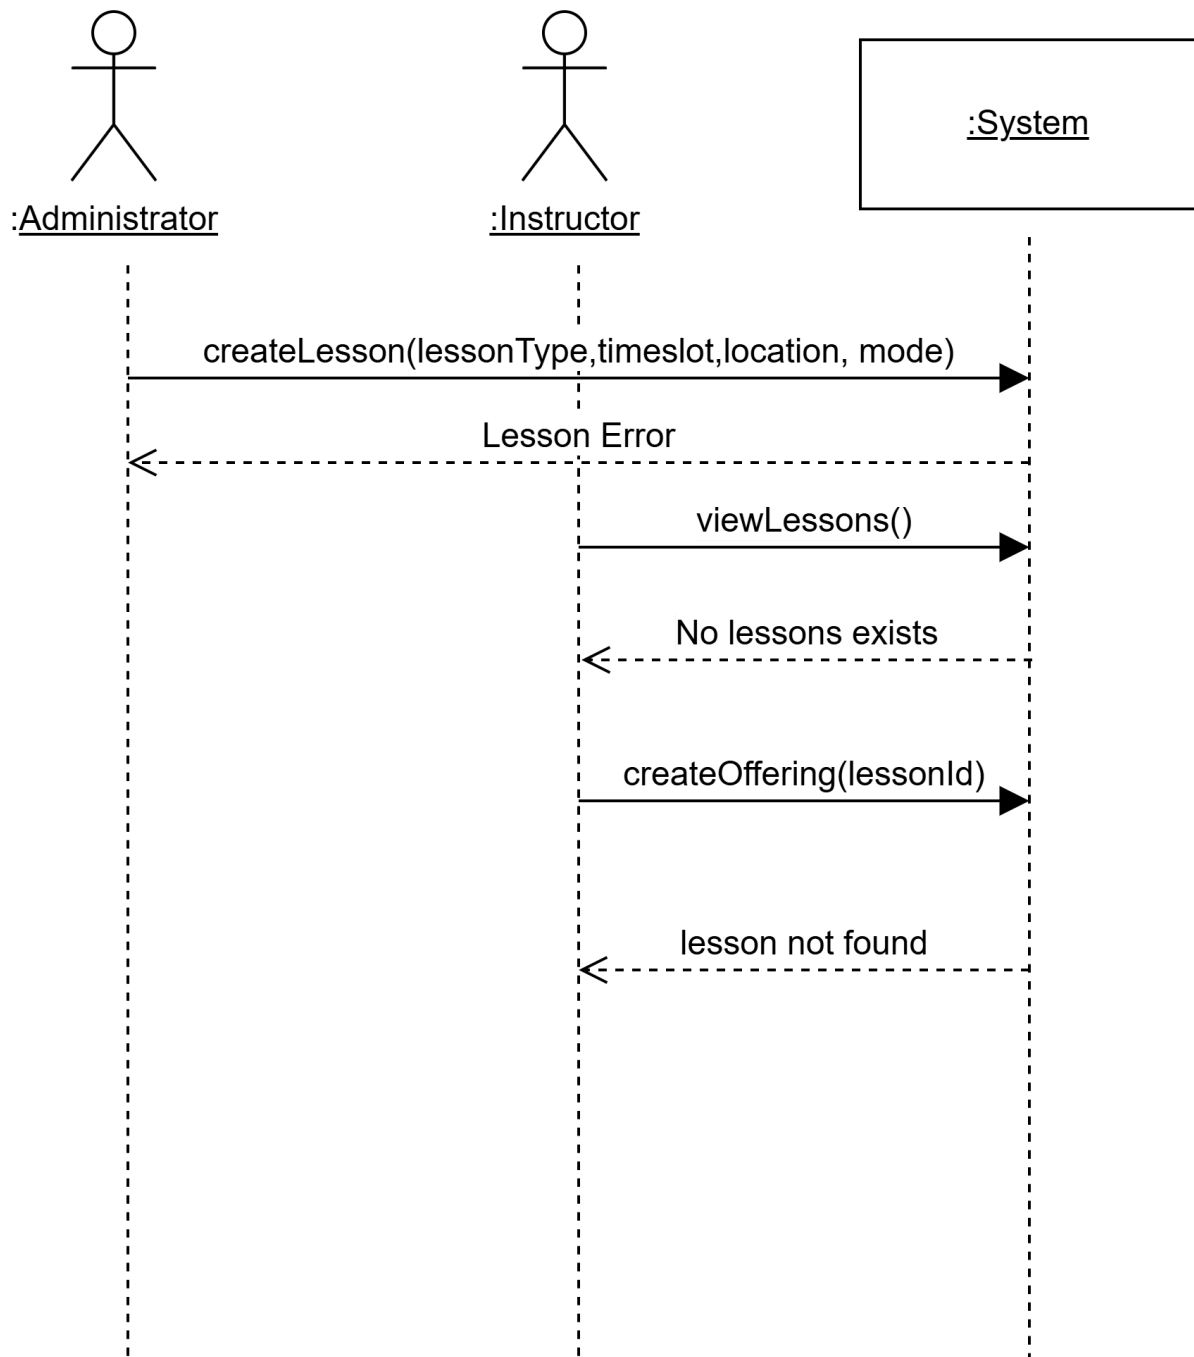 :Administrator
:Instructor
:System
createLesson(lessonType,timeslot,location, mode)
Lesson Error
viewLessons()
No lessons exists
createOffering(lessonId)
lesson not found